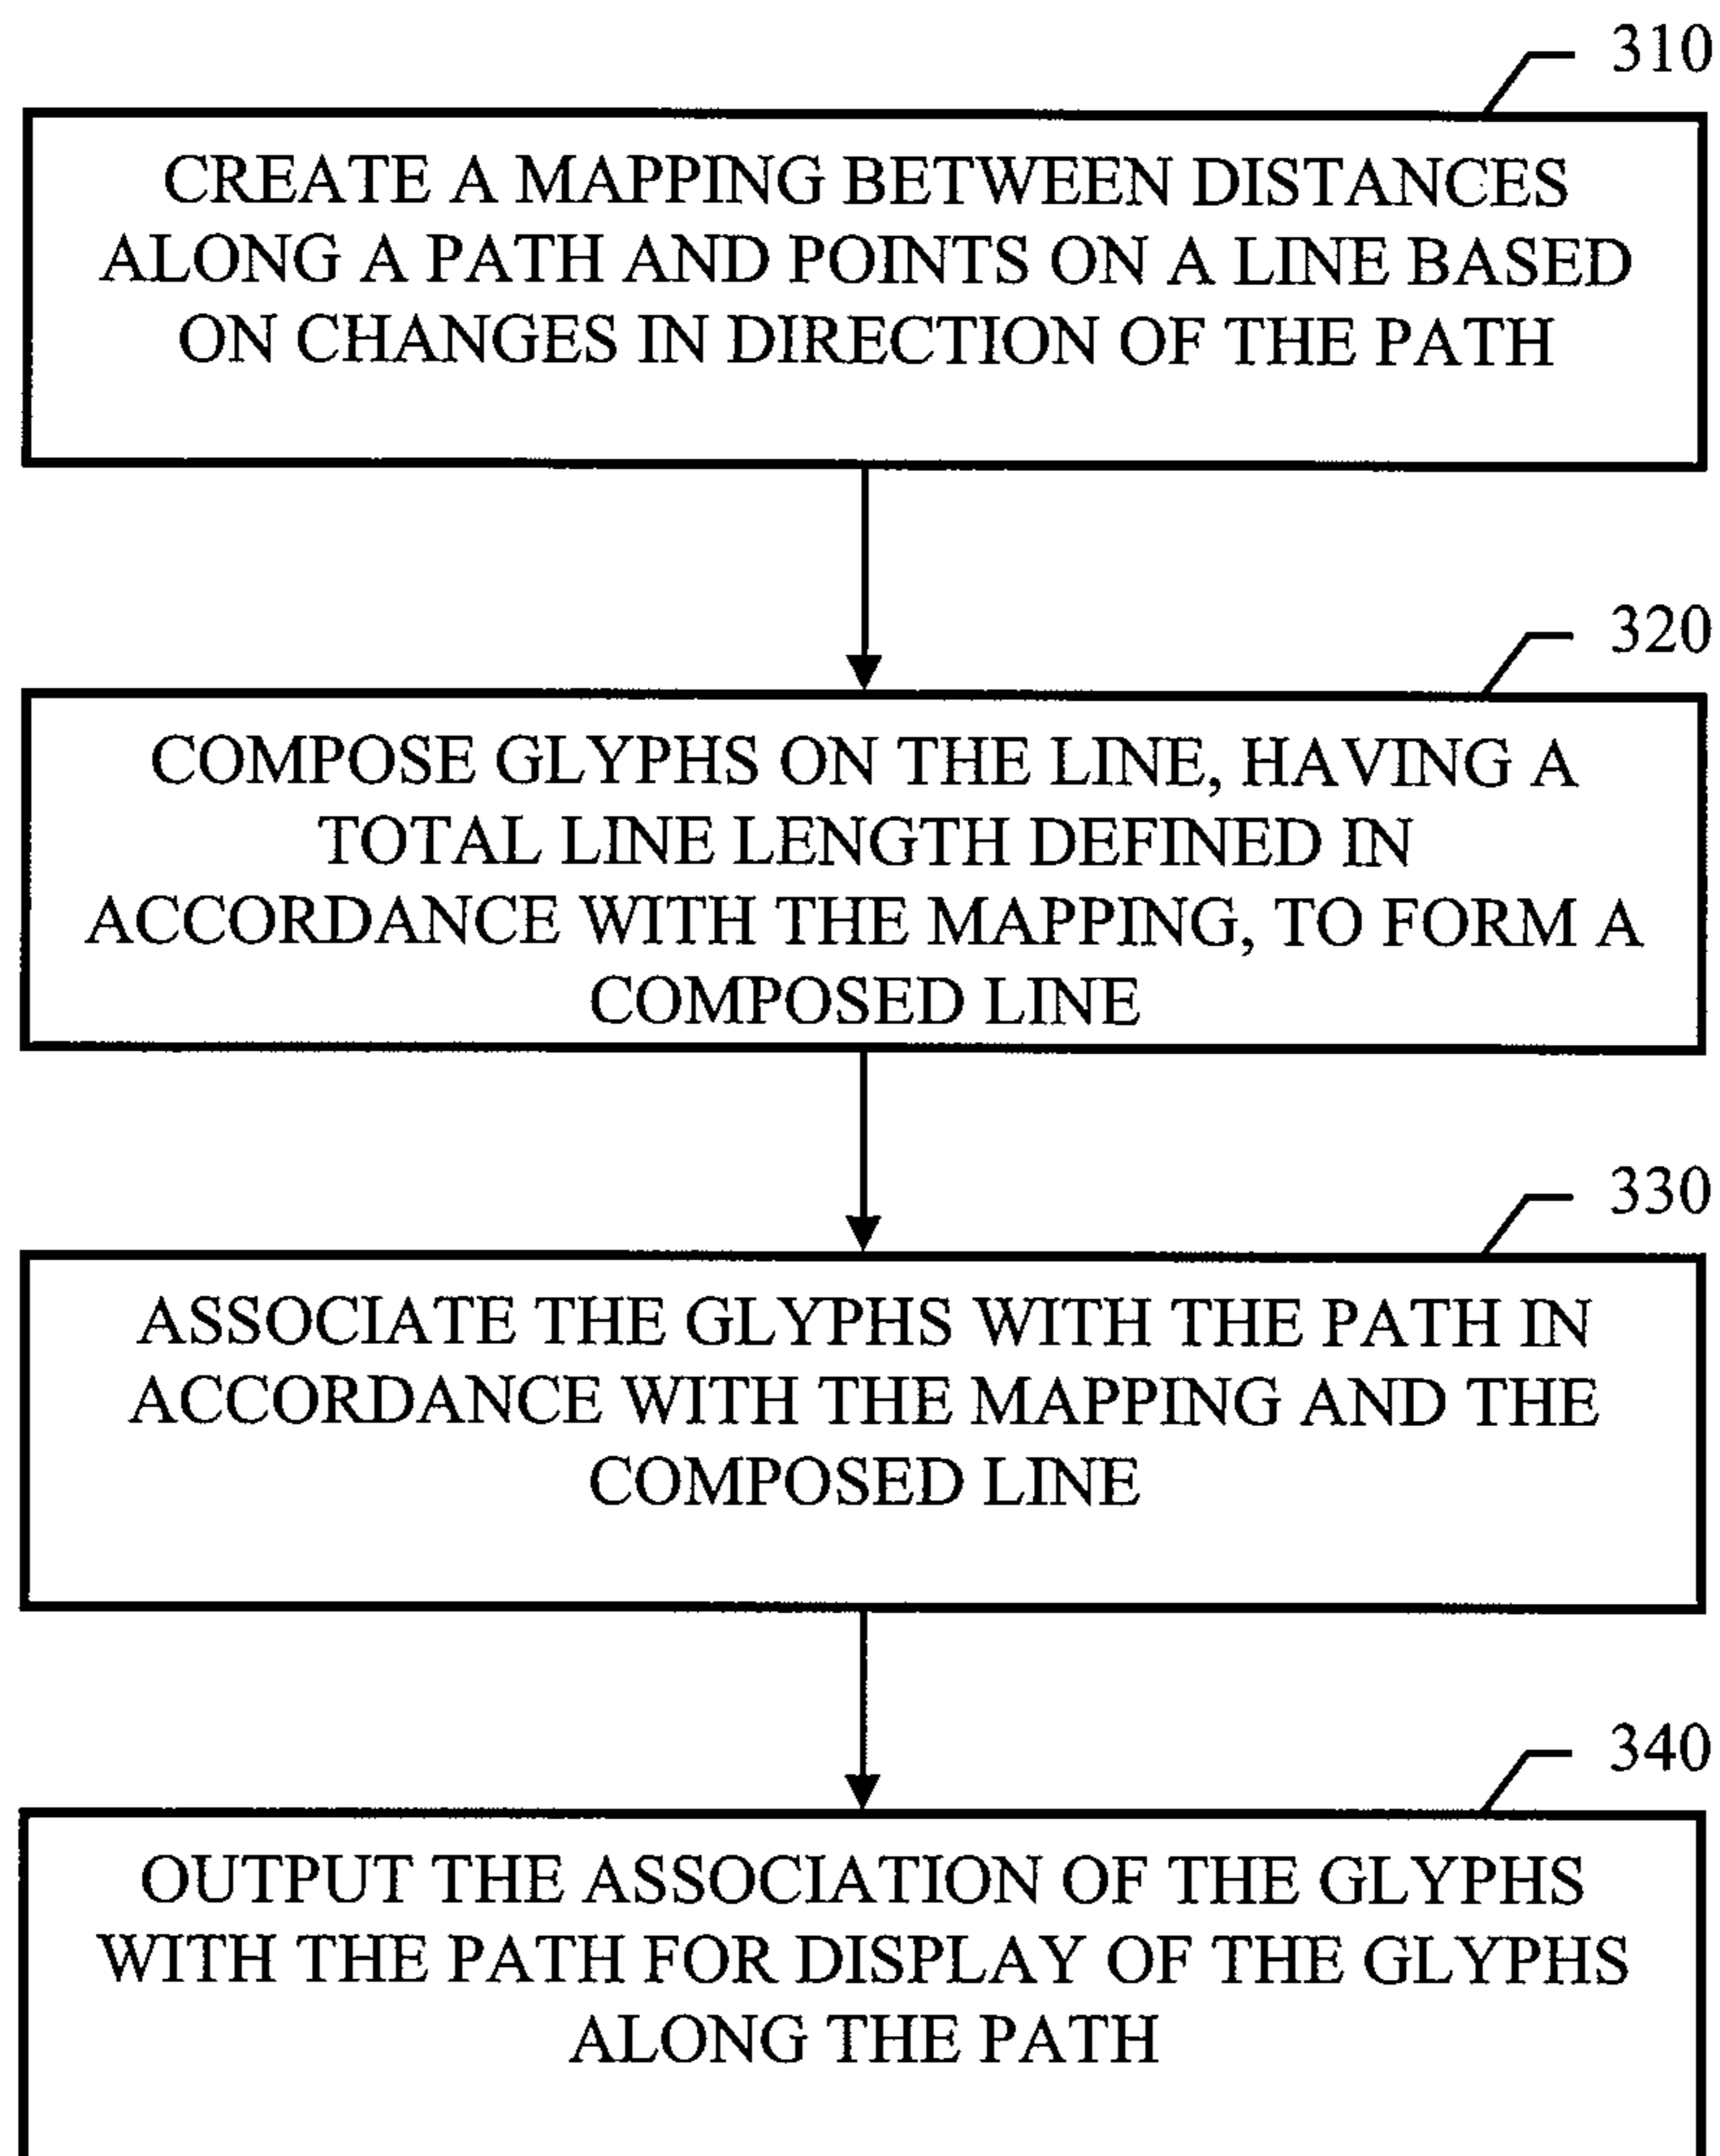 310
CREATE A MAPPING BETWEEN DISTANCES
ALONG A PATH AND POINTS ON A LINE BASED
ON CHANGES IN DIRECTION OF THE PATH
320
COMPOSE GLYPHS ON THE LINE, HAVING A
TOTAL LINE LENGTH DEFINED IN
ACCORDANCE WITH THE MAPPING, TO FORM A
COMPOSED LINE
330
ASSOCIATE THE GLYPHS WITH THE PATH IN
ACCORDANCE WITH THE MAPPING AND THE
COMPOSED LINE
340
OUTPUT THE ASSOCIATION OF THE GLYPHS
WITH THE PATH FOR DISPLAY OF THE GLYPHS
ALONG THE PATH